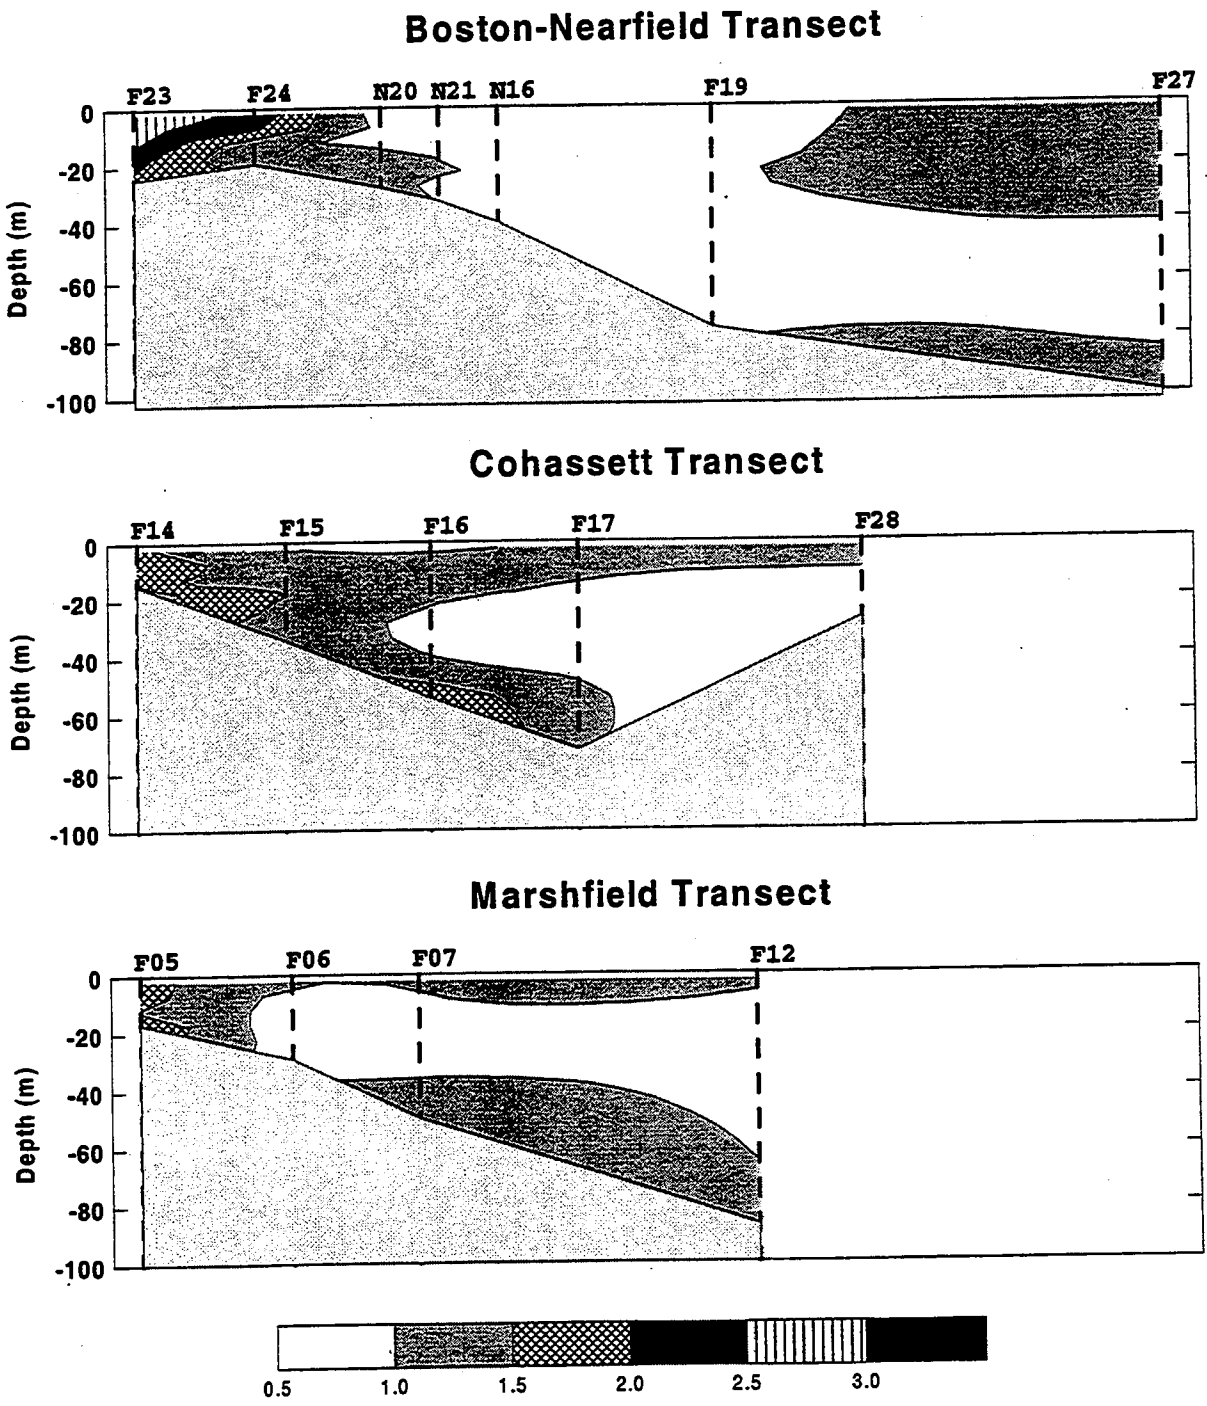 Boston-Nearfield Transect
F23 F24 N20 N21 N16 F19 F27
0
-20
-40
-60
-80
-100
Depth (m)
Cohassett Transect
F14 F15 F16 F17 F28
0
-20
-40
-60
-80
-100
Depth (m)
Marshfield Transect
F05 F06 F07 F12
0
-20
-40
-60
-80
-100
Depth (m)
0.5 1.0 1.5 2.0 2.5 3.0